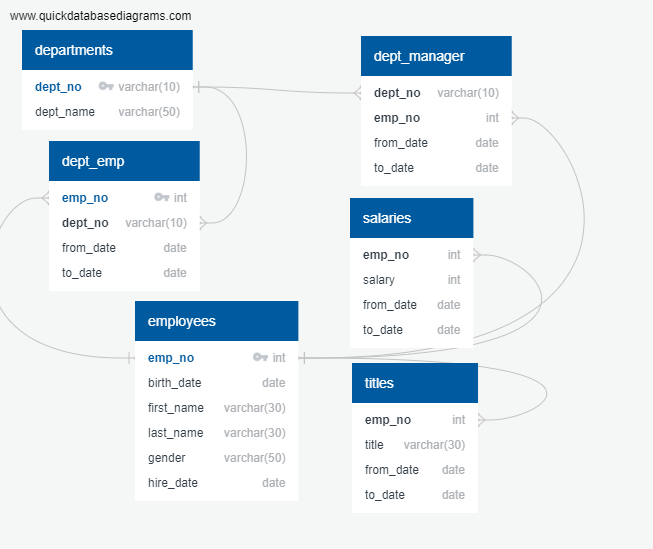 www.quickdatabasediagrams.com
departments
dept_no varchar(10)
dept_name varchar(50)
dept_manager
dept_no varchar(10)
emp_no int
from_date date
to_date date
dept_emp
emp_no int
dept_no varchar(10)
from_date date
to_date date
salaries
emp_no int
salary int
from_date date
to_date date
employees
emp_no int
birth_date date
first_name varchar(30)
last_name varchar(30)
gender varchar(50)
hire_date date
titles
emp_no int
title varchar(30)
from_date date
to_date date